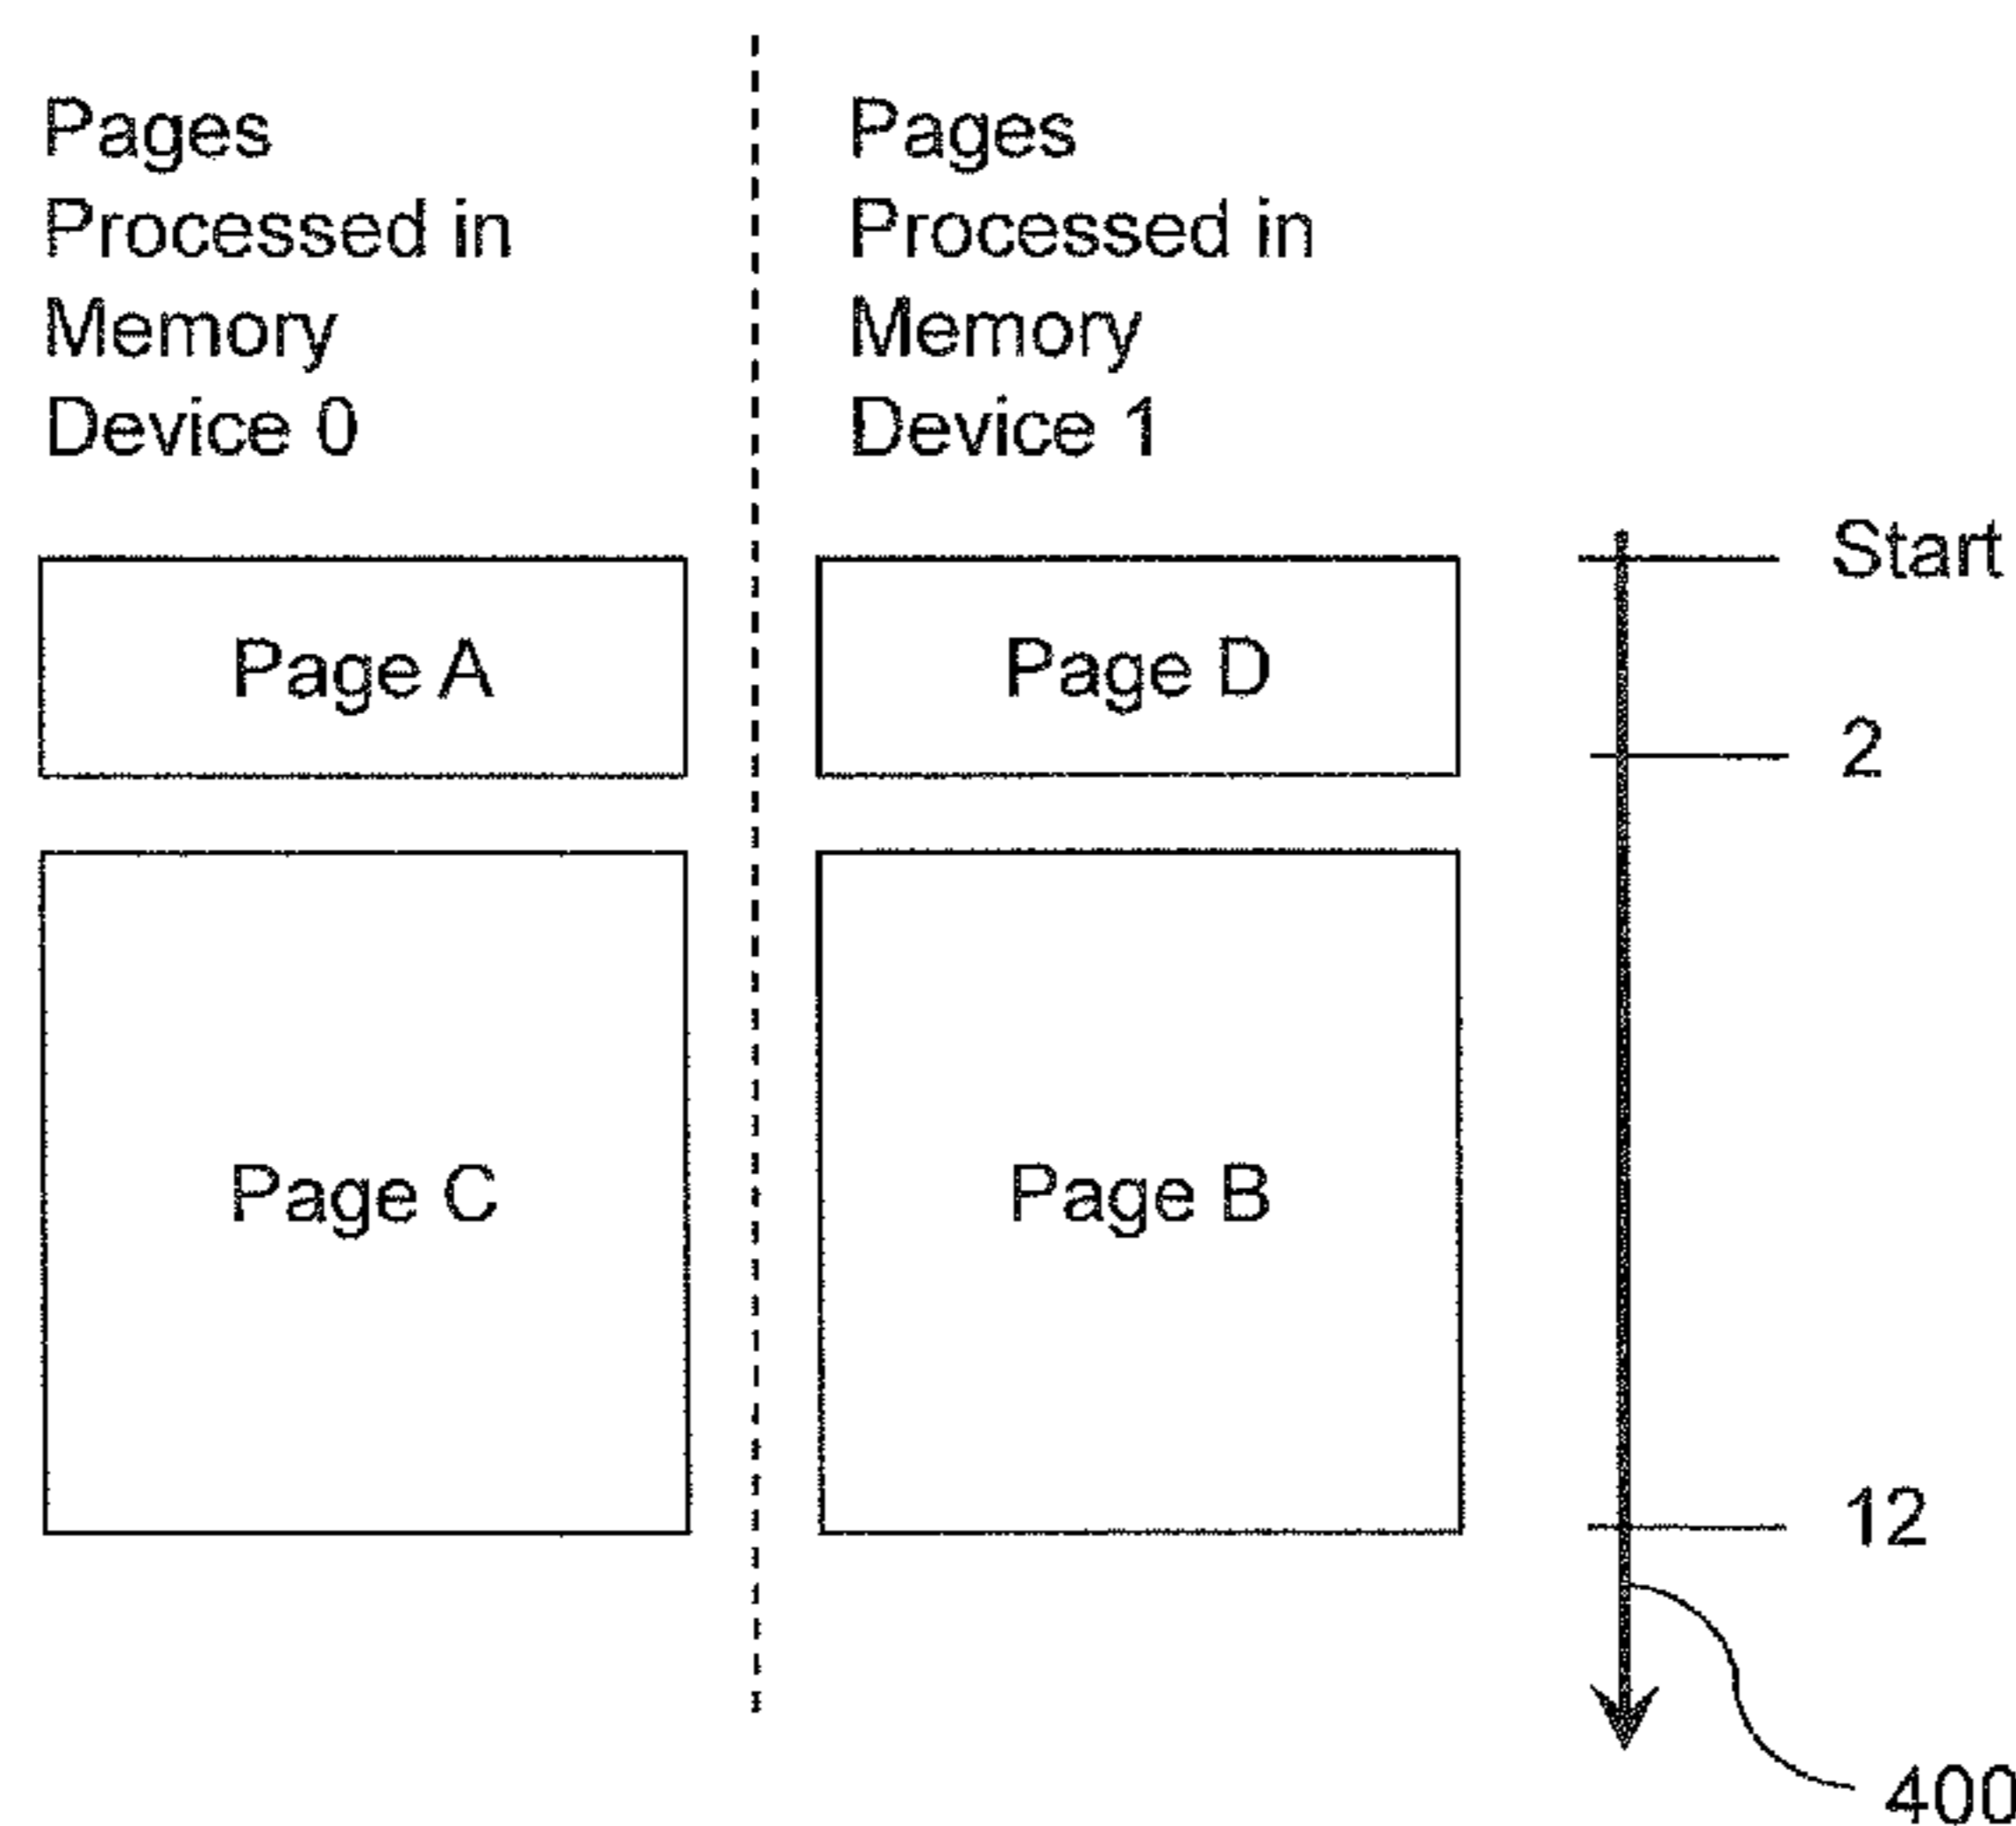 Pages
Processed in
Memory
Device 0
Pages
Processed in
Memory
Device 1
Start
Page A
Page D
2
Page C
Page B
12
400